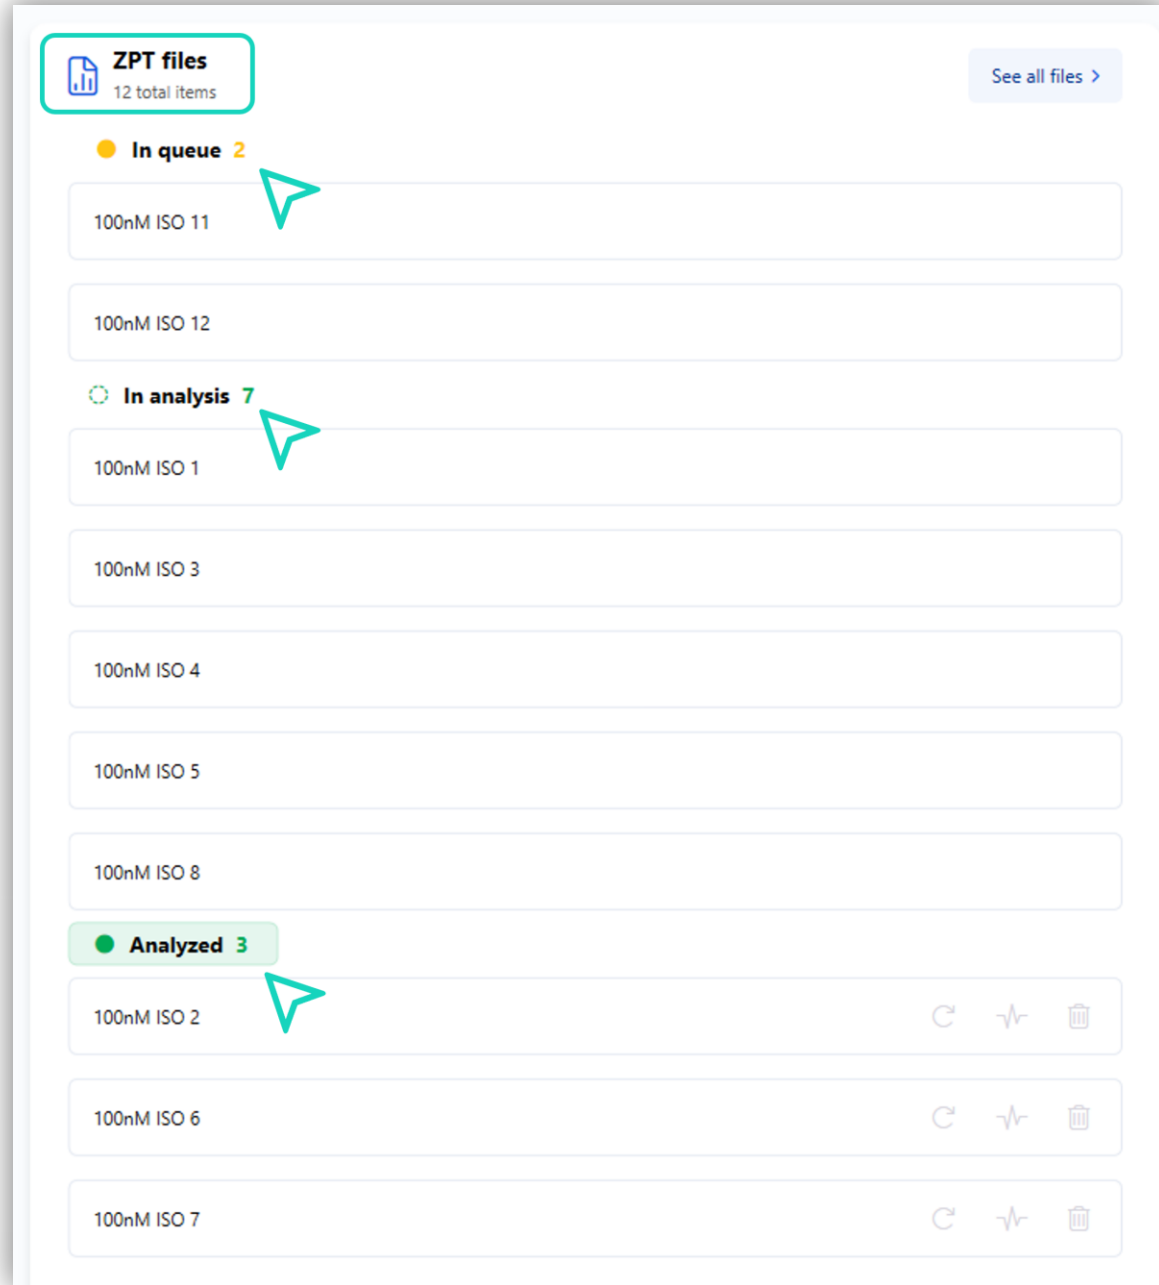 ZPT files
12 total items
See all files >
In queue 2
100nM ISO 11
100nM ISO 12
In analysis 7
100nM ISO 1
100nM ISO 3
100nM ISO 4
100nM ISO 5
100nM ISO 8
Analyzed 3
100nM ISO 2
100nM ISO 6
100nM ISO 7